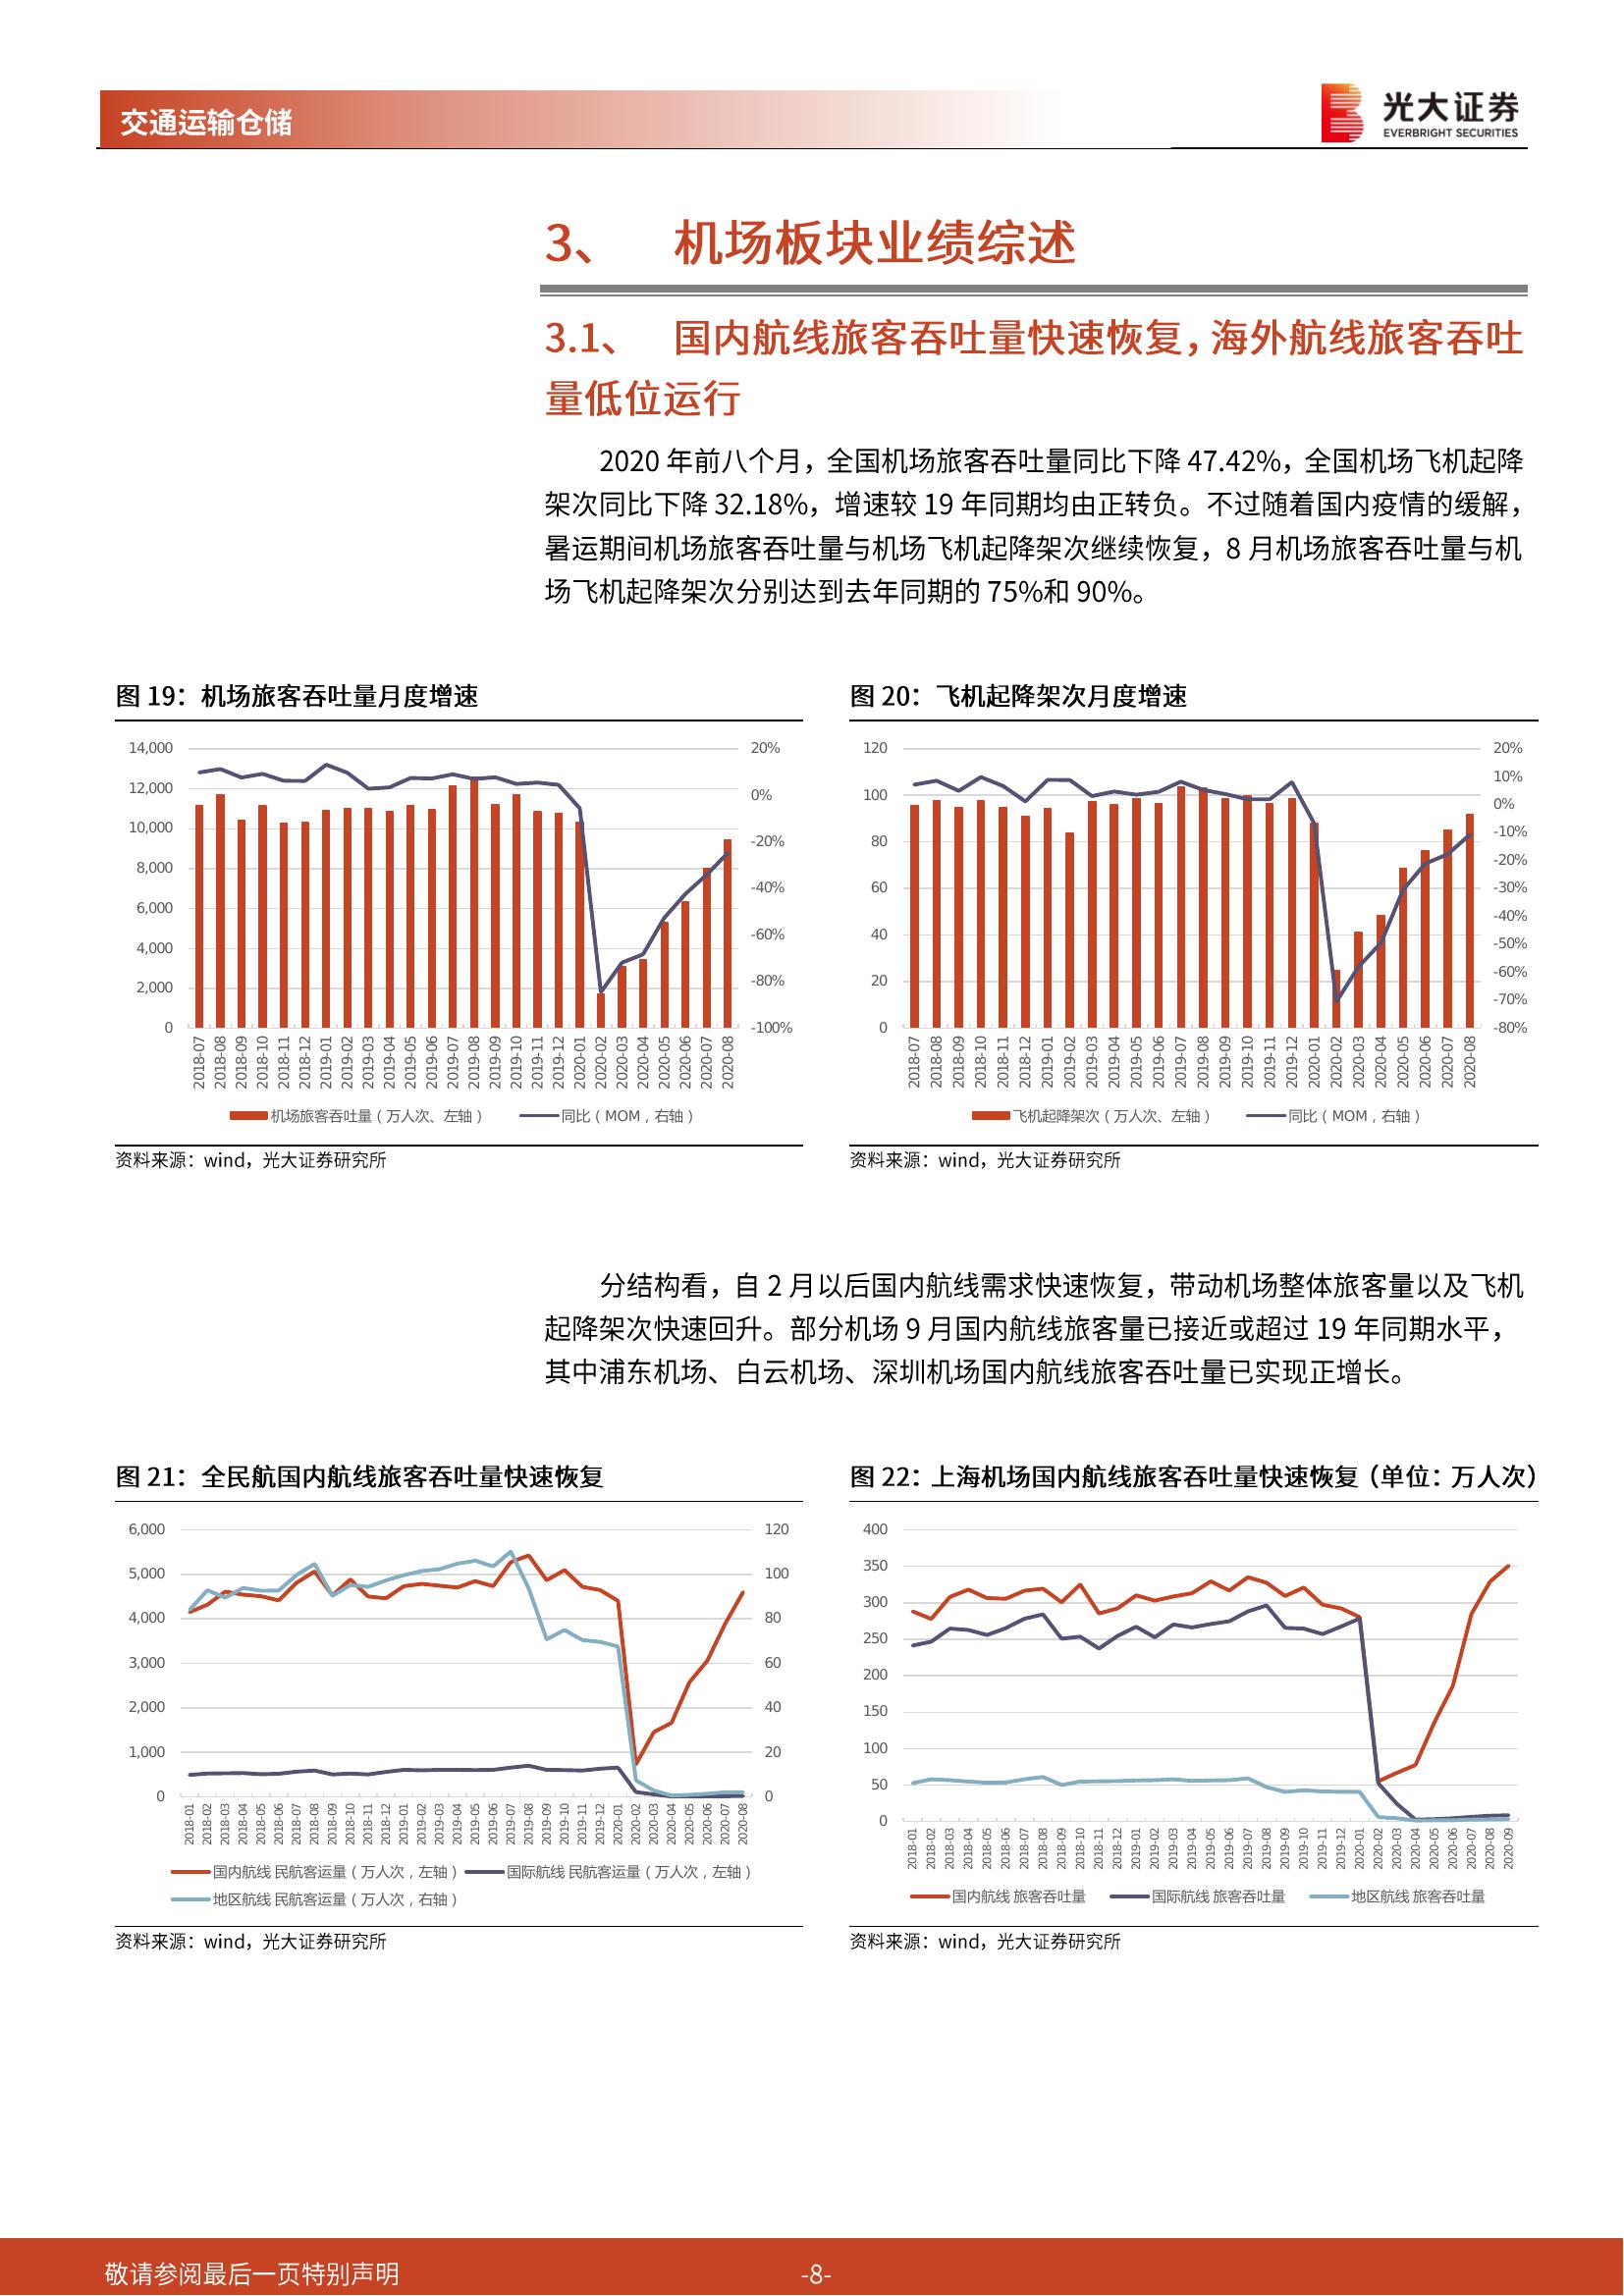 交通运输仓储
光大证券
EVERBRIGHT SECURITIES
3、 机场板块业绩综述
3.1、 国内航线旅客吞吐量快速恢复，海外航线旅客吞吐
量低位运行
2020 年前八个月，全国机场旅客吞吐量同比下降 47.42%，全国机场飞机起降
架次同比下降 32.18%，增速较 19 年同期均由正转负。不过随着国内疫情的缓解，
暑运期间机场旅客吞吐量与机场飞机起降架次继续恢复，8 月机场旅客吞吐量与机
场飞机起降架次分别达到去年同期的 75%和 90%。
图 19：机场旅客吞吐量月度增速
14,000
12,000
10,000
8,000
6,000
4,000
2,000
0
20%
0%
-20%
-40%
-60%
-80%
-100%
2018-07 2018-08 2018-09 2018-10 2018-11 2018-12 2019-01 2019-02 2019-03 2019-04 2019-05 2019-06 2019-07 2019-08 2019-09 2019-10 2019-11 2019-12 2020-01 2020-02 2020-03 2020-04 2020-05 2020-06 2020-07 2020-08
机场旅客吞吐量（万人次、左轴） 同比（MOM，右轴）
资料来源：wind，光大证券研究所
图 20：飞机起降架次月度增速
120
100
80
60
40
20
0
20%
10%
0%
-10%
-20%
-30%
-40%
-50%
-60%
-70%
-80%
2018-07 2018-08 2018-09 2018-10 2018-11 2018-12 2019-01 2019-02 2019-03 2019-04 2019-05 2019-06 2019-07 2019-08 2019-09 2019-10 2019-11 2019-12 2020-01 2020-02 2020-03 2020-04 2020-05 2020-06 2020-07 2020-08
飞机起降架次（万人次、左轴） 同比（MOM，右轴）
资料来源：wind，光大证券研究所
分结构看，自 2 月以后国内航线需求快速恢复，带动机场整体旅客量以及飞机
起降架次快速回升。部分机场 9 月国内航线旅客量已接近或超过 19 年同期水平，
其中浦东机场、白云机场、深圳机场国内航线旅客吞吐量已实现正增长。
图 21：全民航国内航线旅客吞吐量快速恢复
6,000
5,000
4,000
3,000
2,000
1,000
0
120
100
80
60
40
20
0
2018-01 2018-02 2018-03 2018-04 2018-05 2018-06 2018-07 2018-08 2018-09 2018-10 2018-11 2018-12 2019-01 2019-02 2019-03 2019-04 2019-05 2019-06 2019-07 2019-08 2019-09 2019-10 2019-11 2019-12 2020-01 2020-02 2020-03 2020-04 2020-05 2020-06 2020-07 2020-08
国内航线 民航客运量（万人次，左轴） 国际航线 民航客运量（万人次，左轴）
地区航线 民航客运量（万人次，右轴）
资料来源：wind，光大证券研究所
图 22：上海机场国内航线旅客吞吐量快速恢复（单位：万人次）
400
350
300
250
200
150
100
50
0
2018-01 2018-02 2018-03 2018-04 2018-05 2018-06 2018-07 2018-08 2018-09 2018-10 2018-11 2018-12 2019-01 2019-02 2019-03 2019-04 2019-05 2019-06 2019-07 2019-08 2019-09 2019-10 2019-11 2019-12 2020-01 2020-02 2020-03 2020-04 2020-05 2020-06 2020-07 2020-08 2020-09
国内航线 旅客吞吐量 国际航线 旅客吞吐量 地区航线 旅客吞吐量
资料来源：wind，光大证券研究所
敬请参阅最后一页特别声明
-8-